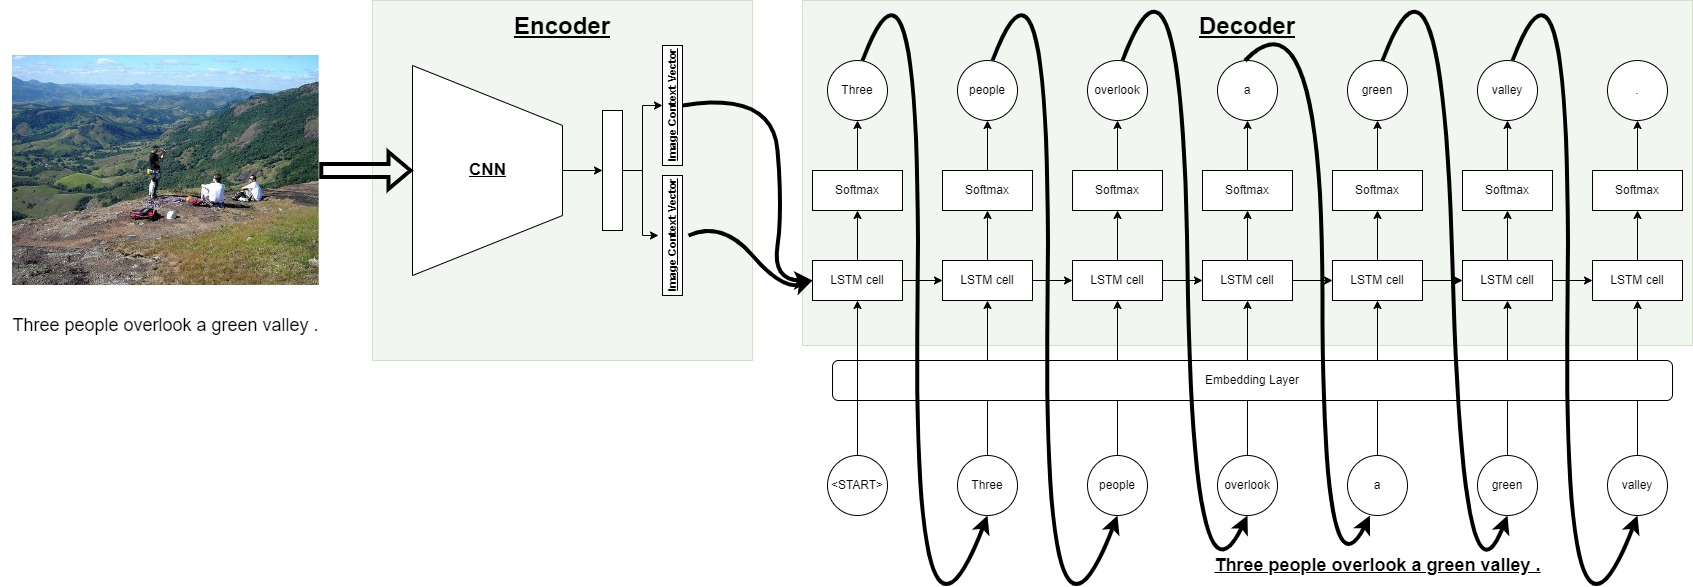 Encoder
Decoder
Image Context Vector
Image Context Vector
CNN
Three people overlook a green valley .
Three people overlook a green valley .
Softmax Softmax Softmax Softmax Softmax Softmax Softmax
LSTM cell LSTM cell LSTM cell LSTM cell LSTM cell LSTM cell LSTM cell
Embedding Layer
<START> Three people overlook a green valley
Three people overlook a green valley .